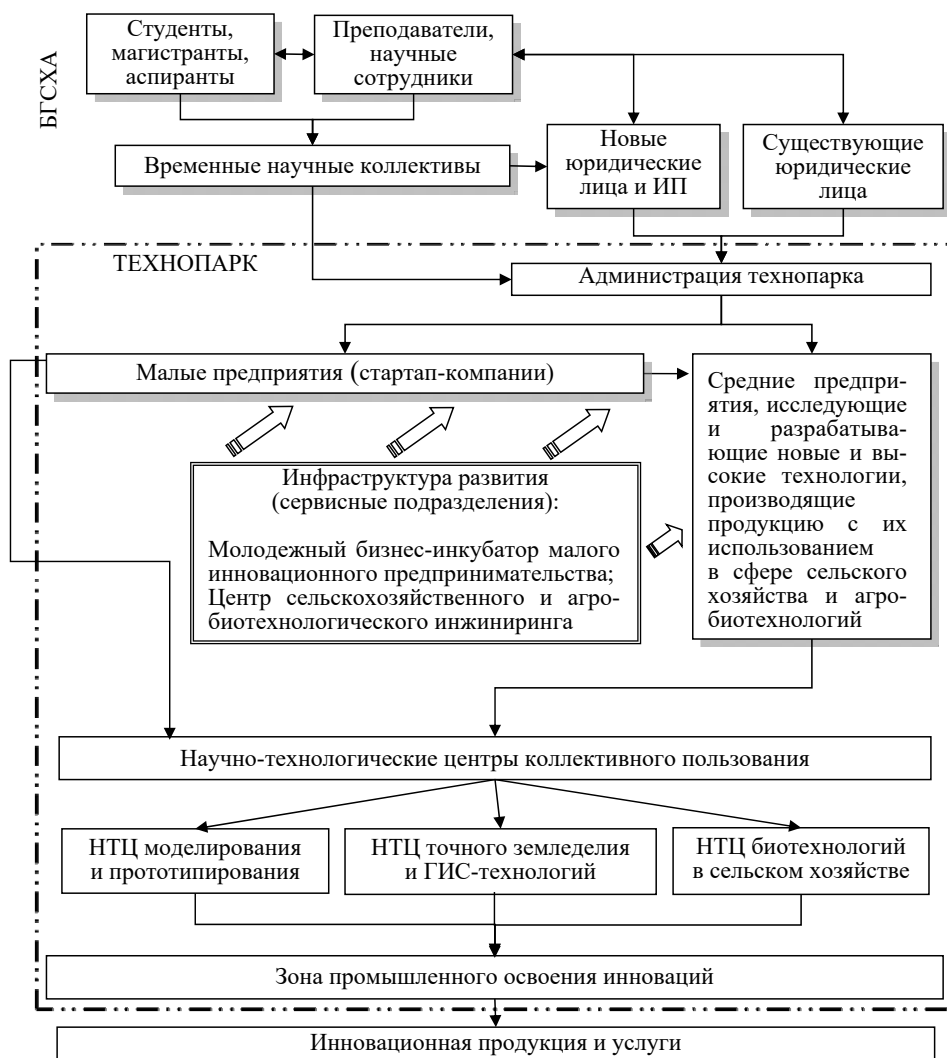 Студенты,
магистранты,
аспиранты
Преподаватели,
научные
сотрудники
БГСХА
Временные научные коллективы
Новые
юридические
лица и ИП
Существующие
юридические
лица
ТЕХНОПАРК
Администрация технопарка
Малые предприятия (стартап-компании)
Средние предпри-
ятия, исследующие
и разрабатыва-
ющие новые и вы-
сокие технологии,
производящие
продукцию с их
использованием
в сфере сельского
хозяйства и агро-
биотехнологий
Инфраструктура развития
(сервисные подразделения):
Молодежный бизнес-инкубатор малого
инновационного предпринимательства;
Центр сельскохозяйственного и агро-
биотехнологического инжиниринга
Научно-технологические центры коллективного пользования
НТЦ моделирования
и прототипирования
НТЦ точного земледелия
и ГИС-технологий
НТЦ биотехнологий
в сельском хозяйстве
Зона промышленного освоения инноваций
Инновационная продукция и услуги